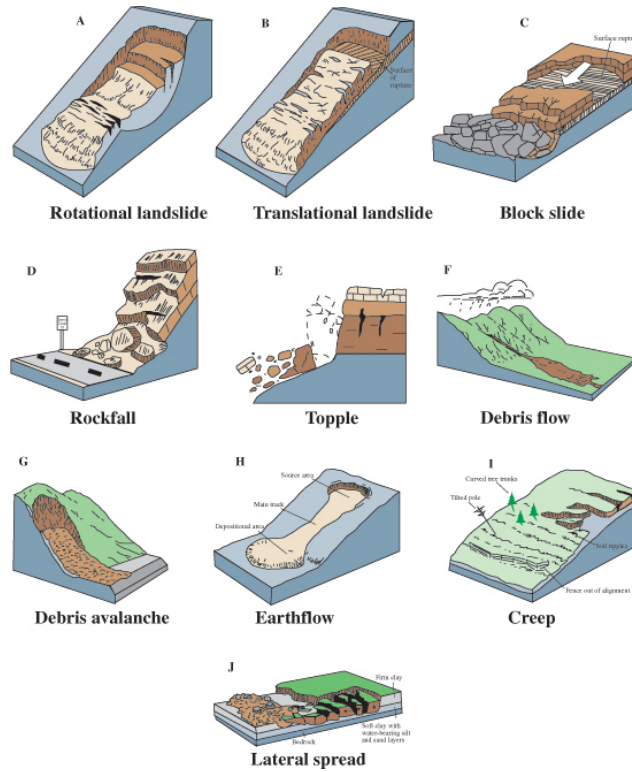 A
Rotational landslide
B
Surface
of
rupture
Translational landslide
C
Surface rupt
Block slide
D
Rockfall
E
Topple
F
Debris flow
G
Debris avalanche
H
Source area
Main track
Depositional area
Earthflow
I
Curved tree trunks
Tilted pole
Soil ripples
Fence out of alignment
Creep
J
Firm clay
Soft clay with
water-bearing silt
and sand layers
Bedrock
Lateral spread